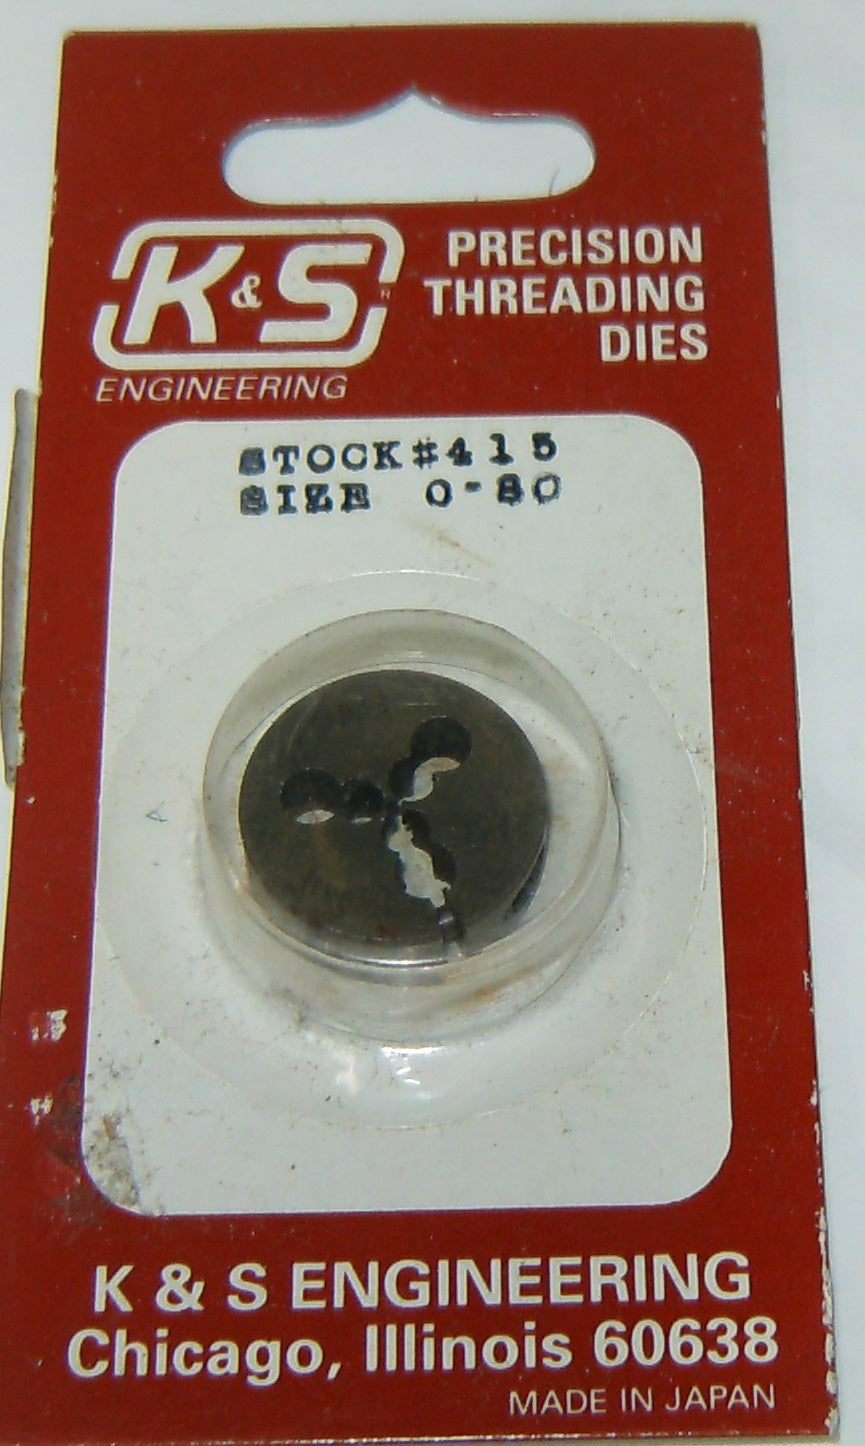 K&S®
ENGINEERING
PRECISION
THREADING
DIES
STOCK#415
SIZE 0-80
K & S ENGINEERING
Chicago, Illinois 60638
MADE IN JAPAN